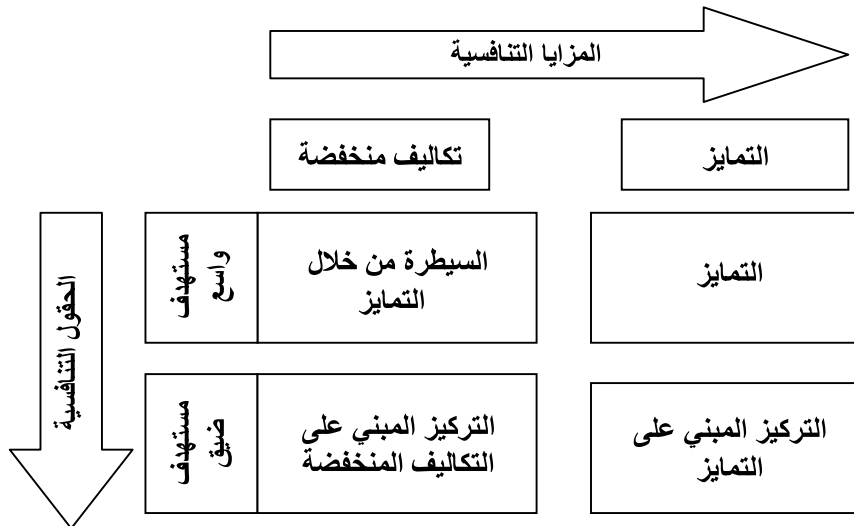 المزايا التنافسية
تكاليف منخفضة
التمايز
الحقول التنافسية
مستهدف
واسع
السيطرة من خلال
التمايز
التمايز
مستهدف
ضيق
التركيز المبني على
التكاليف المنخفضة
التركيز المبني على
التمايز